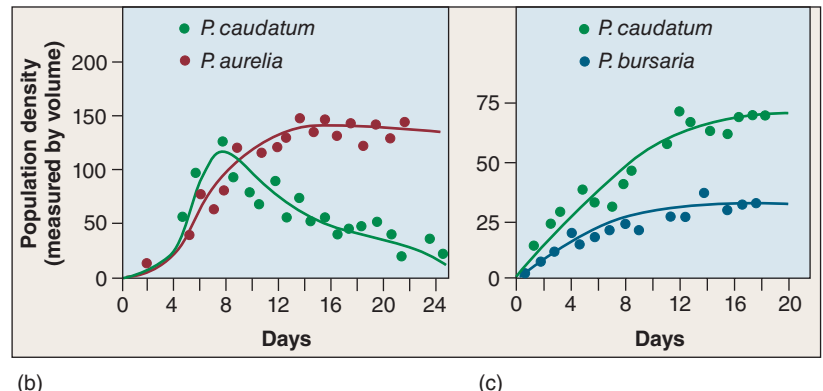 P. caudatum
P. aurelia
Population density
(measured by volume)
200
150
100
50
0
0 4 8 12 16 20 24
Days
(b)
P. caudatum
P. bursaria
75
50
25
0
0 4 8 12 16 20
Days
(c)